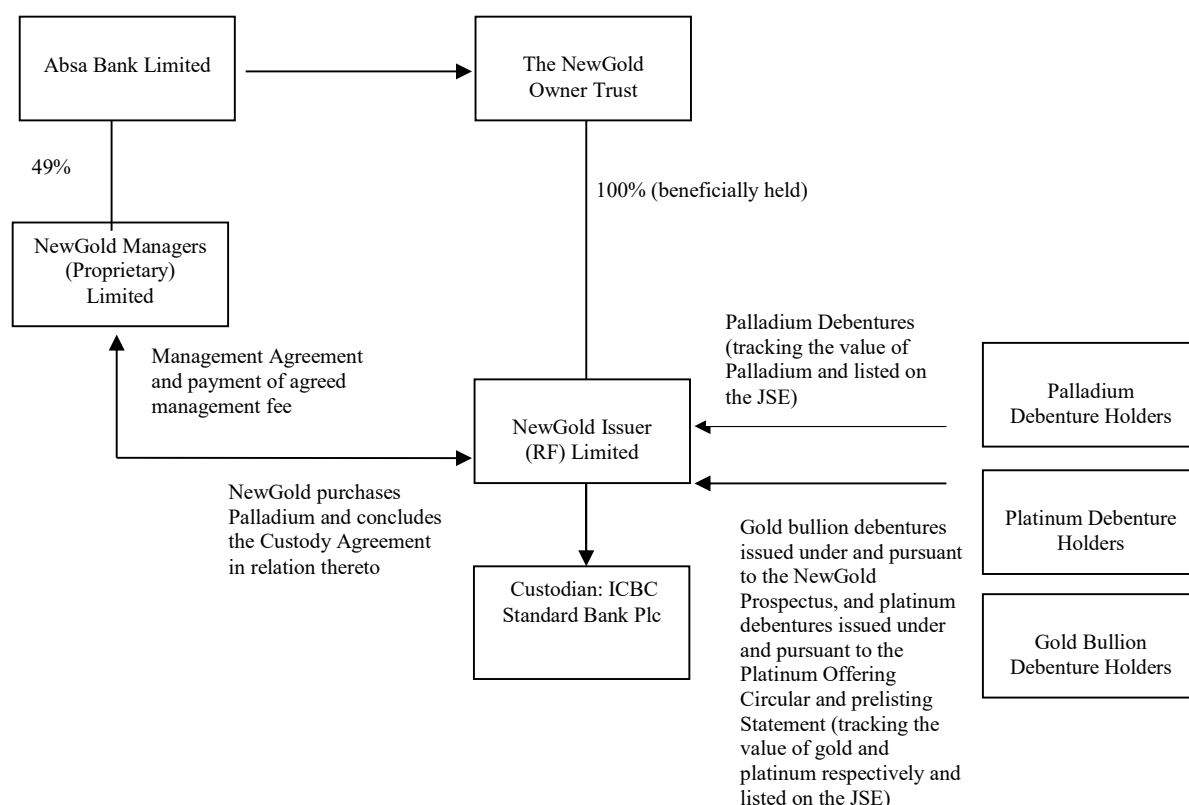 Absa Bank Limited
The NewGold
Owner Trust
49%
100% (beneficially held)
NewGold Managers
(Proprietary)
Limited
Management Agreement
and payment of agreed
management fee
Palladium Debentures
(tracking the value of
Palladium and listed on
the JSE)
Palladium
Debenture Holders
NewGold Issuer
(RF) Limited
NewGold purchases
Palladium and concludes
the Custody Agreement
in relation thereto
Custodian: ICBC
Standard Bank Plc
Gold bullion debentures
issued under and pursuant
to the NewGold
Prospectus, and platinum
debentures issued under
and pursuant to the
Platinum Offering
Circular and prelisting
Statement (tracking the
value of gold and
platinum respectively and
listed on the JSE)
Platinum Debenture
Holders
Gold Bullion
Debenture Holders